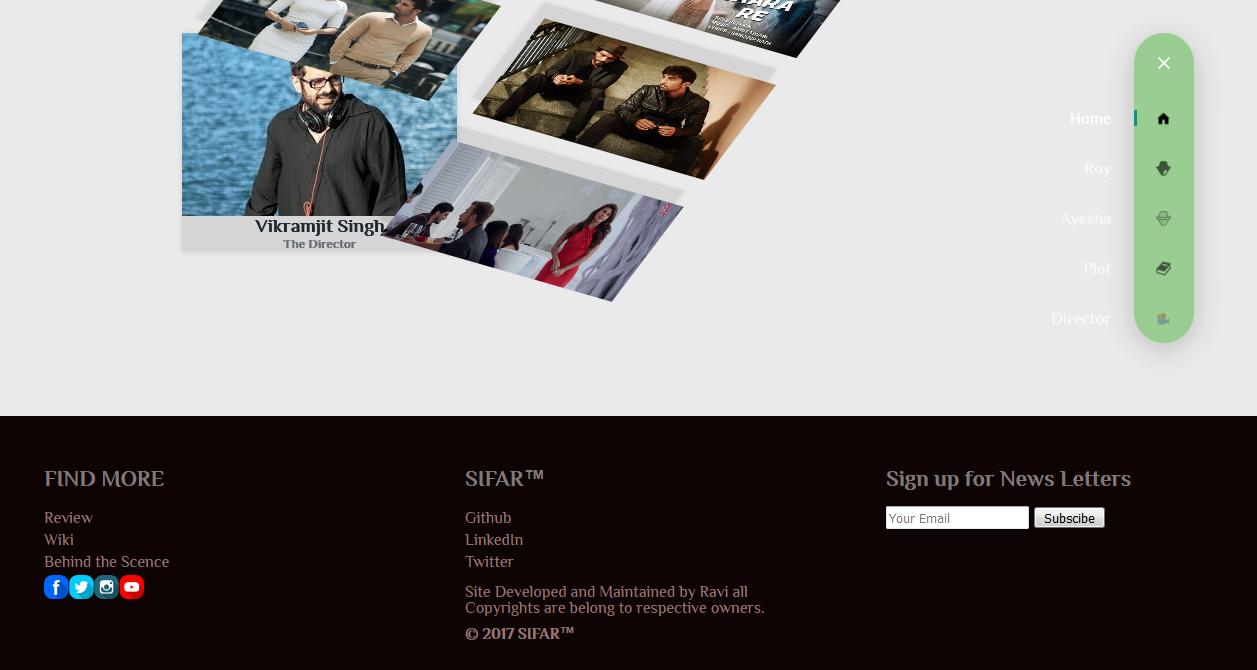 RE
Vikramjit Singh
The Director
Home
Roy
Ayesha
Plot
Director
FIND MORE
Review
Wiki
Behind the Scence
SIFAR™
Github
LinkedIn
Twitter
Site Developed and Maintained by Ravi all
Copyrights are belong to respective owners.
© 2017 SIFAR™
Sign up for News Letters
Your Email
Subscibe